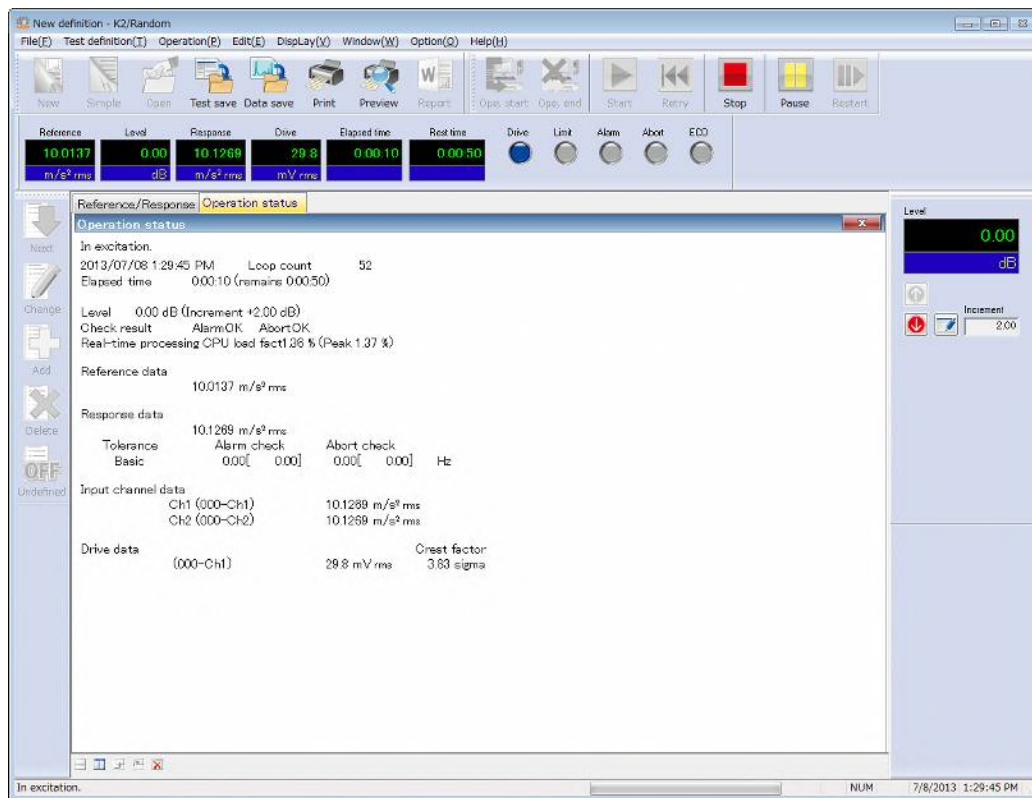 New definition - K2/Random
File(F) Test definition(T) Operation(P) Edit(E) DispLay(V) Window(W) Option(O) Help(H)
New Simple Open Test save Data save Print Preview Report Ope. start Ope. end Start Retry Stop Pause Restart
Reference Level Response Drive Elapsed time Rest time Drive Limit Alarm Abort ECO
10.0137 0.00 10.1269 29.8 0:00:10 0:00:50
m/s² rms dB m/s² rms mV rms
Reference/Response Operation status
Operation status
In excitation.
2013/07/08 1:29:45 PM Loop count 52
Elapsed time 0:00:10 (remains 0:00:50)
Level 0.00 dB (Increment +2.00 dB)
Check result Alarm:OK Abort:OK
Real-time processing CPU load fact1.36 % (Peak 1.37 %)
Reference data
10.0137 m/s² rms
Response data
10.1269 m/s² rms
Tolerance Alarm check Abort check
Basic 0.00[ 0.00] 0.00[ 0.00] Hz
Input channel data
Ch1 (000-Ch1) 10.1269 m/s² rms
Ch2 (000-Ch2) 10.1269 m/s² rms
Drive data Crest factor
(000-Ch1) 29.8 mV rms 3.83 sigma
Next
Change
Add
Delete
OFF
Undefined
Level
0.00
dB
Increment
2.00
In excitation. NUM 7/8/2013 1:29:45 PM